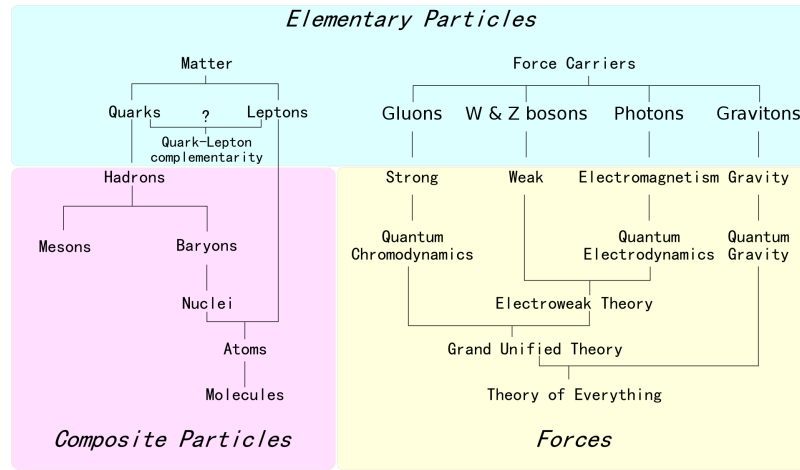 Elementary Particles
Matter
Force Carriers
Quarks
?
Leptons
Gluons
W & Z bosons
Photons
Gravitons
Quark-Lepton
complementarity
Hadrons
Strong
Weak
Electromagnetism
Gravity
Mesons
Baryons
Quantum
Chromodynamics
Quantum
Electrodynamics
Quantum
Gravity
Nuclei
Electroweak Theory
Atoms
Grand Unified Theory
Molecules
Theory of Everything
Composite Particles
Forces